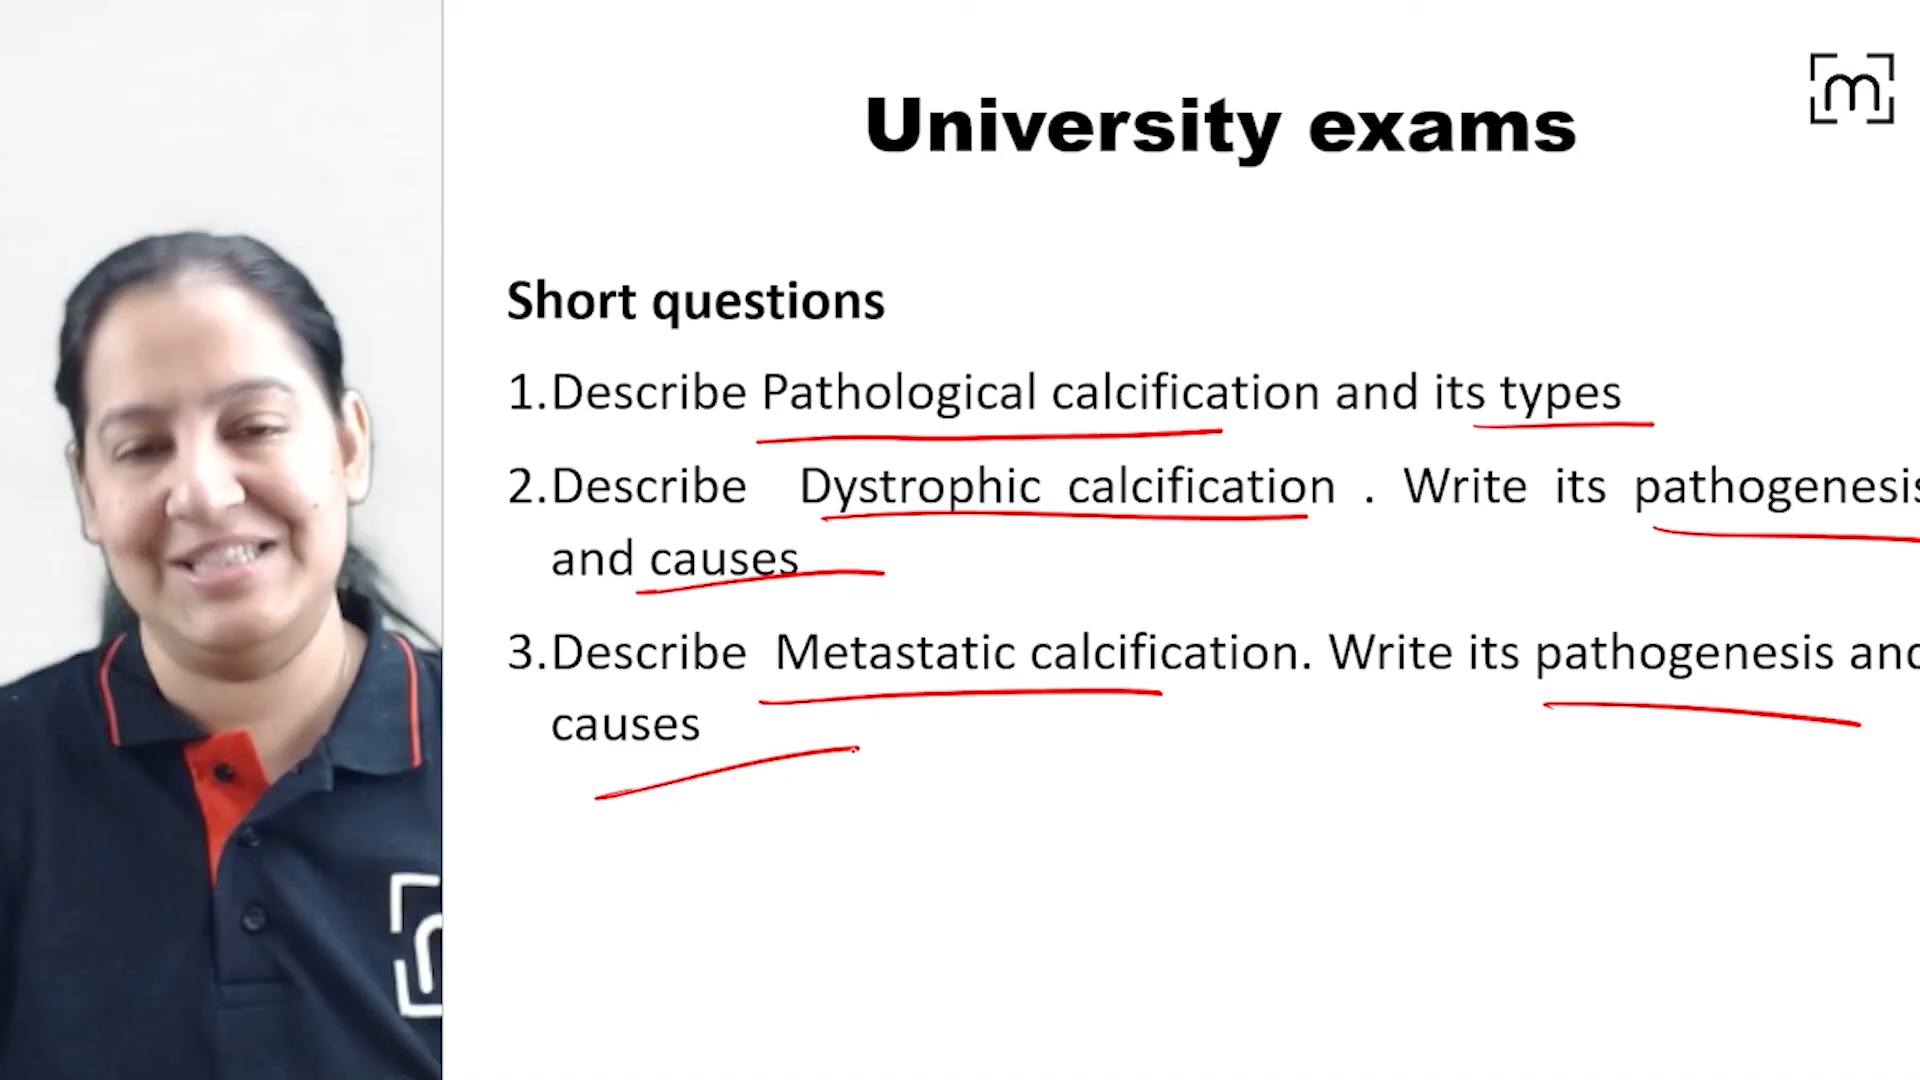 University exams
Short questions
1.Describe Pathological calcification and its types
2.Describe Dystrophic calcification . Write its pathogenesis
and causes
3.Describe Metastatic calcification. Write its pathogenesis and
causes